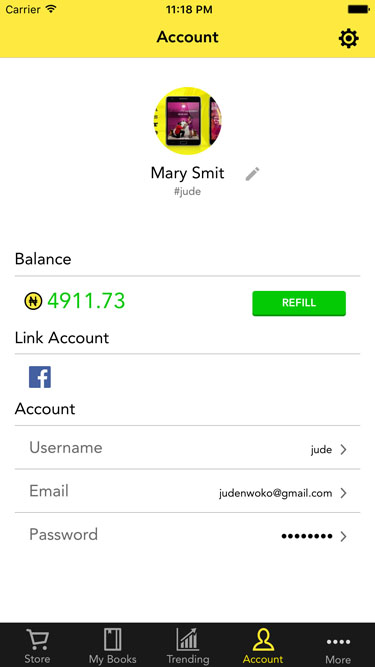 Carrier 11:18 PM
Account
Mary Smit
#jude
Balance
₦ 4911.73 REFILL
Link Account
f
Account
Username jude
Email judenwoko@gmail.com
Password ••••••••
Store My Books Trending Account More